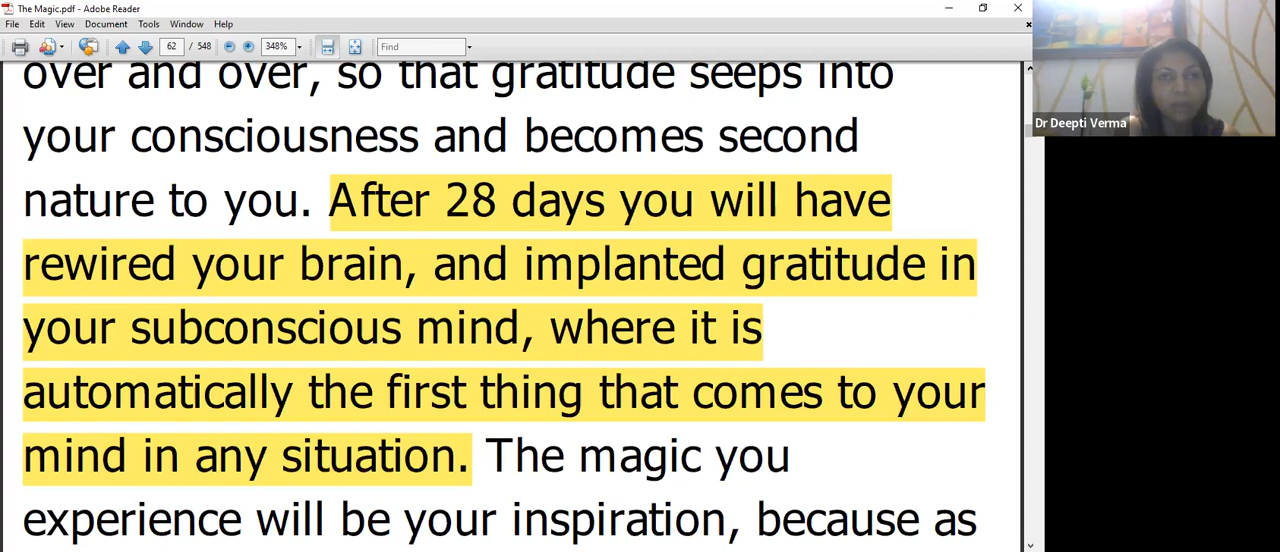 The Magic.pdf - Adobe Reader
File Edit View Document Tools Window Help
62 / 548 348% Find
over and over, so that gratitude seeps into
your consciousness and becomes second
nature to you. After 28 days you will have
rewired your brain, and implanted gratitude in
your subconscious mind, where it is
automatically the first thing that comes to your
mind in any situation. The magic you
experience will be your inspiration, because as
Dr Deepti Verma